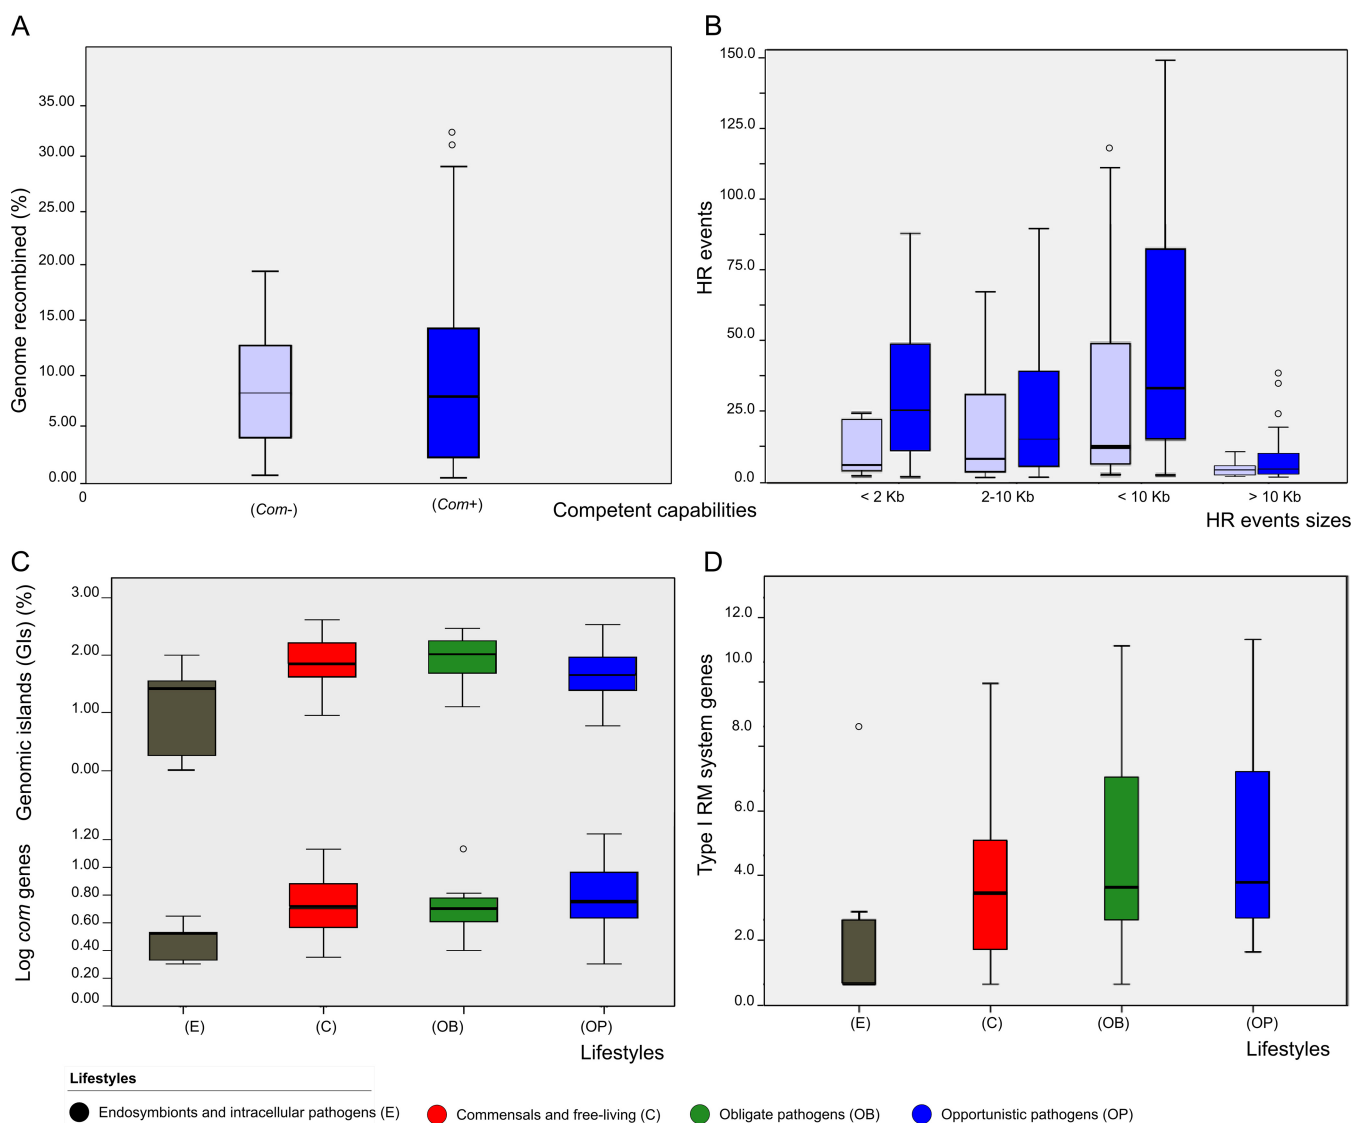 A
Genome recombined (%)
35.00
30.00
25.00
20.00
15.00
10.00
5.00
0.00
0
(Com-)
(Com+)
Competent capabilities
B
HR events
150.0
125.0
100.0
75.0
50.0
25.0
0.0
< 2 Kb
2-10 Kb
< 10 Kb
> 10 Kb
HR events sizes
C
Genomic islands (GIs) (%)
3.00
2.00
1.00
0.00
Log com genes
1.20
1.00
0.80
0.60
0.40
0.20
0.00
(E)
(C)
(OB)
(OP)
Lifestyles
D
Type I RM system genes
12.0
10.0
8.0
6.0
4.0
2.0
0.0
(E)
(C)
(OB)
(OP)
Lifestyles
Lifestyles
Endosymbionts and intracellular pathogens (E)
Commensals and free-living (C)
Obligate pathogens (OB)
Opportunistic pathogens (OP)